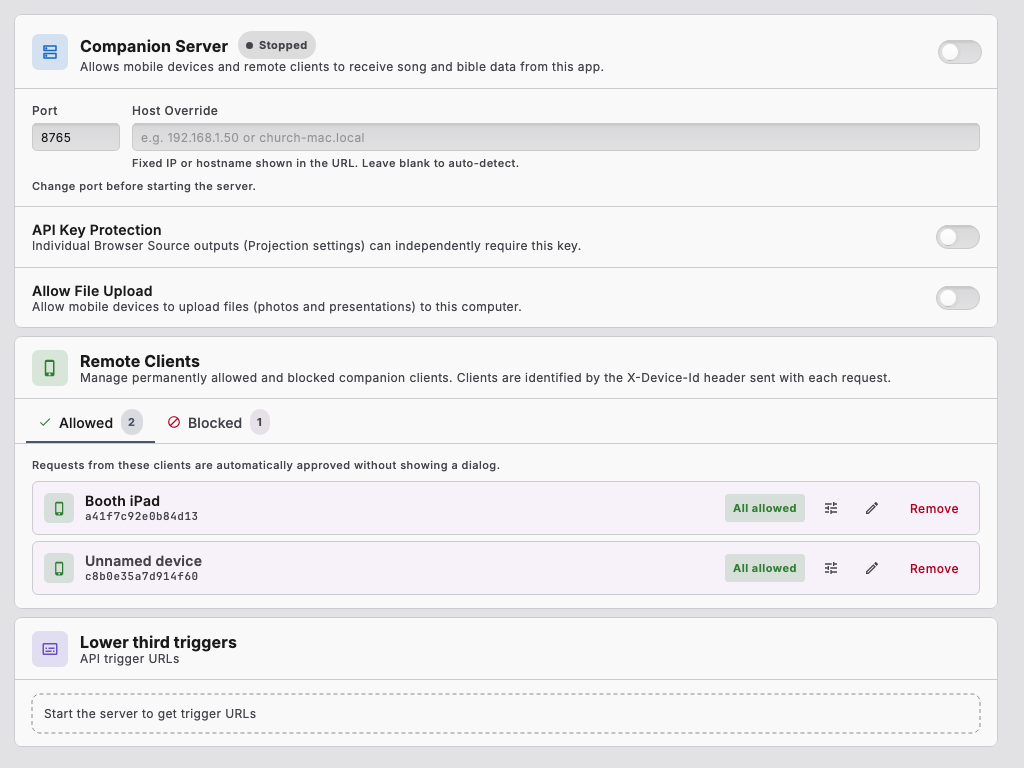 Companion Server
Stopped
Allows mobile devices and remote clients to receive song and bible data from this app.
Port
Host Override
8765
e.g. 192.168.1.50 or church-mac.local
Fixed IP or hostname shown in the URL. Leave blank to auto-detect.
Change port before starting the server.
API Key Protection
Individual Browser Source outputs (Projection settings) can independently require this key.
Allow File Upload
Allow mobile devices to upload files (photos and presentations) to this computer.
Remote Clients
Manage permanently allowed and blocked companion clients. Clients are identified by the X-Device-Id header sent with each request.
Allowed 2
Blocked 1
Requests from these clients are automatically approved without showing a dialog.
Booth iPad
a41f7c92e0b84d13
All allowed
Remove
Unnamed device
c8b0e35a7d914f60
All allowed
Remove
Lower third triggers
API trigger URLs
Start the server to get trigger URLs